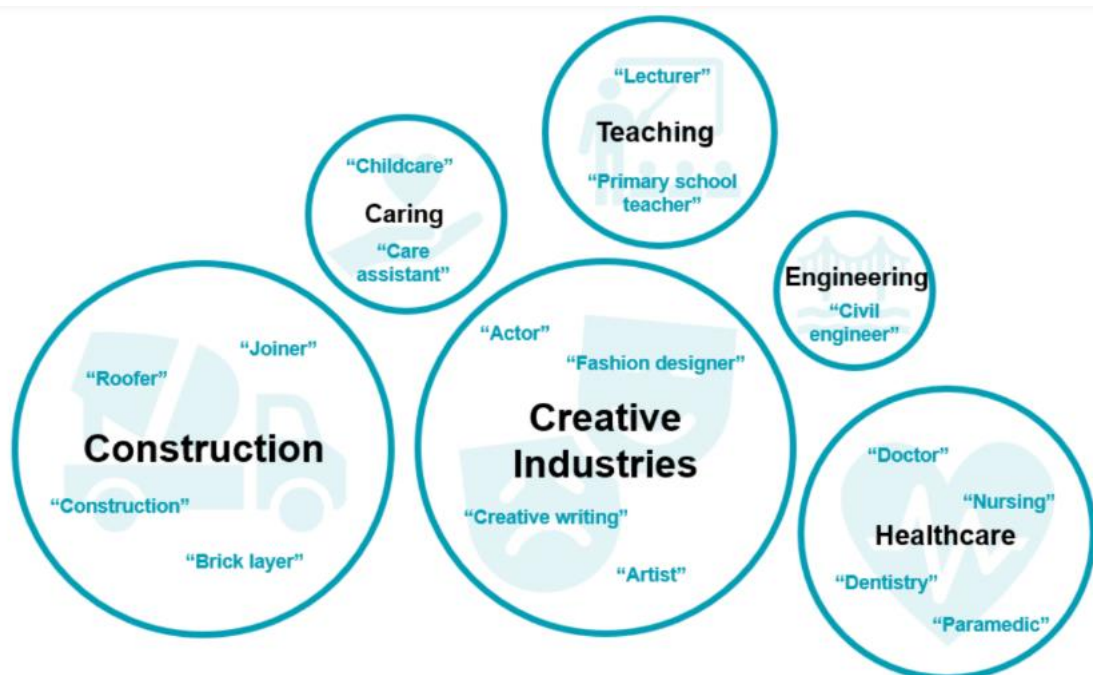 “Lecturer”
Teaching
“Primary school
teacher”
“Childcare”
Caring
“Care
assistant”
Engineering
“Civil
engineer”
“Joiner”
“Roofer”
Construction
“Construction”
“Brick layer”
“Actor”
“Fashion designer”
Creative
Industries
“Creative writing”
“Artist”
“Doctor”
“Nursing”
Healthcare
“Dentistry”
“Paramedic”